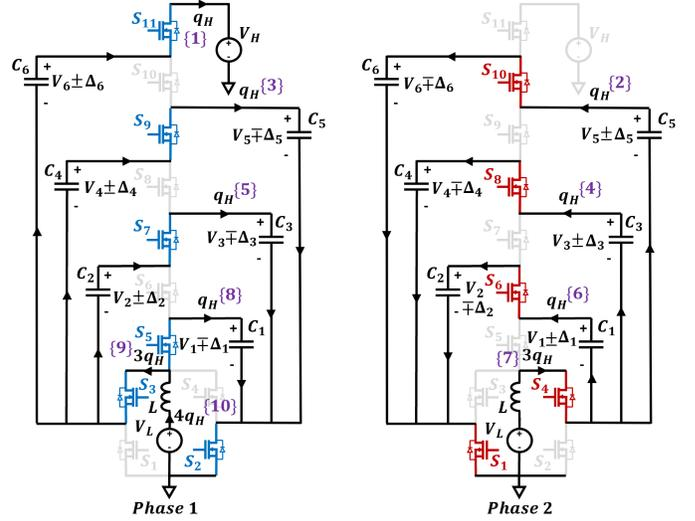 S11
qH
{1}
VH
C6
+
V6±Δ6
-
S10
qH{3}
S9
C5
+
V5∓Δ5
-
C4
+
V4±Δ4
-
S8
{5}
qH
S7
C3
+
V3∓Δ3
-
C2
+
V2±Δ2
-
S6
qH
{8}
S5
C1
+
V1∓Δ1
-
{9}
3qH
S3
S4
L
4qH
{10}
VL
S1
S2
Phase 1
S11
VH
C6
+
V6∓Δ6
-
S10
{2}
qH
S9
C5
+
V5±Δ5
-
C4
+
V4∓Δ4
-
S8
{4}
qH
S7
C3
+
V3±Δ3
-
C2
+
V2
∓Δ2
-
S6
{6}
qH
S5
C1
+
V1±Δ1
-
{7}
3qH
S3
S4
L
VL
S1
S2
Phase 2